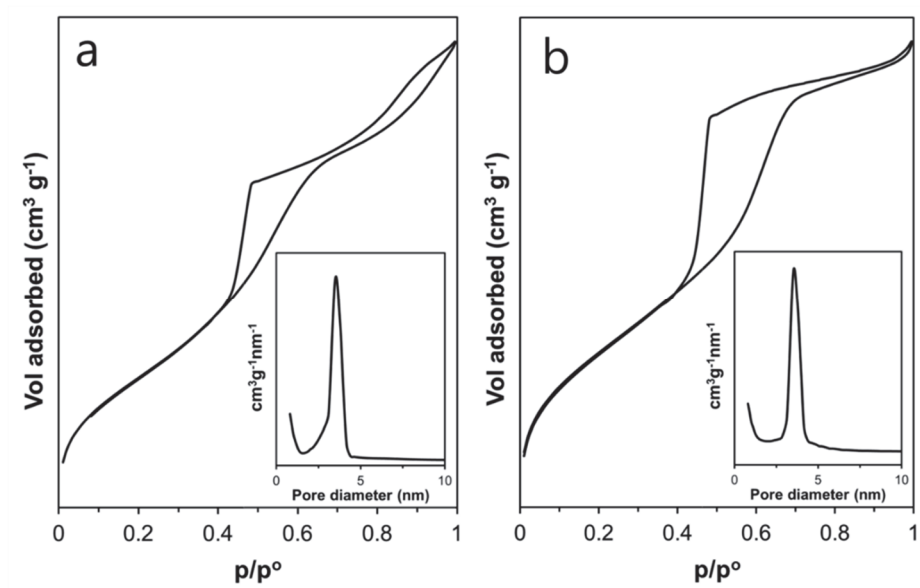 a
Vol adsorbed (cm³ g⁻¹)
cm³g⁻¹nm⁻¹
0 5 10
Pore diameter (nm)
0 0.2 0.4 0.6 0.8 1
p/pº
b
Vol adsorbed (cm³ g⁻¹)
cm³g⁻¹nm⁻¹
0 5 10
Pore diameter (nm)
0 0.2 0.4 0.6 0.8 1
p/pº